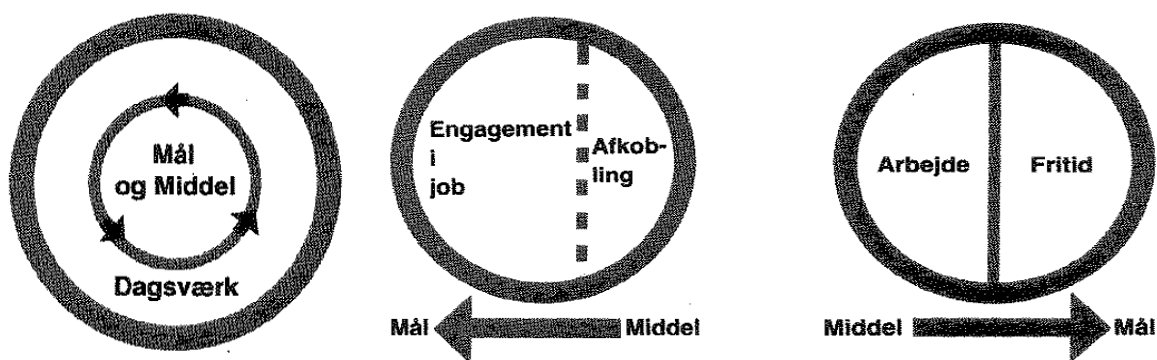 Mål
og Middel
Dagsværk
Engagement
i
job
Afkob-
ling
Mål
Middel
Arbejde
Fritid
Middel
Mål